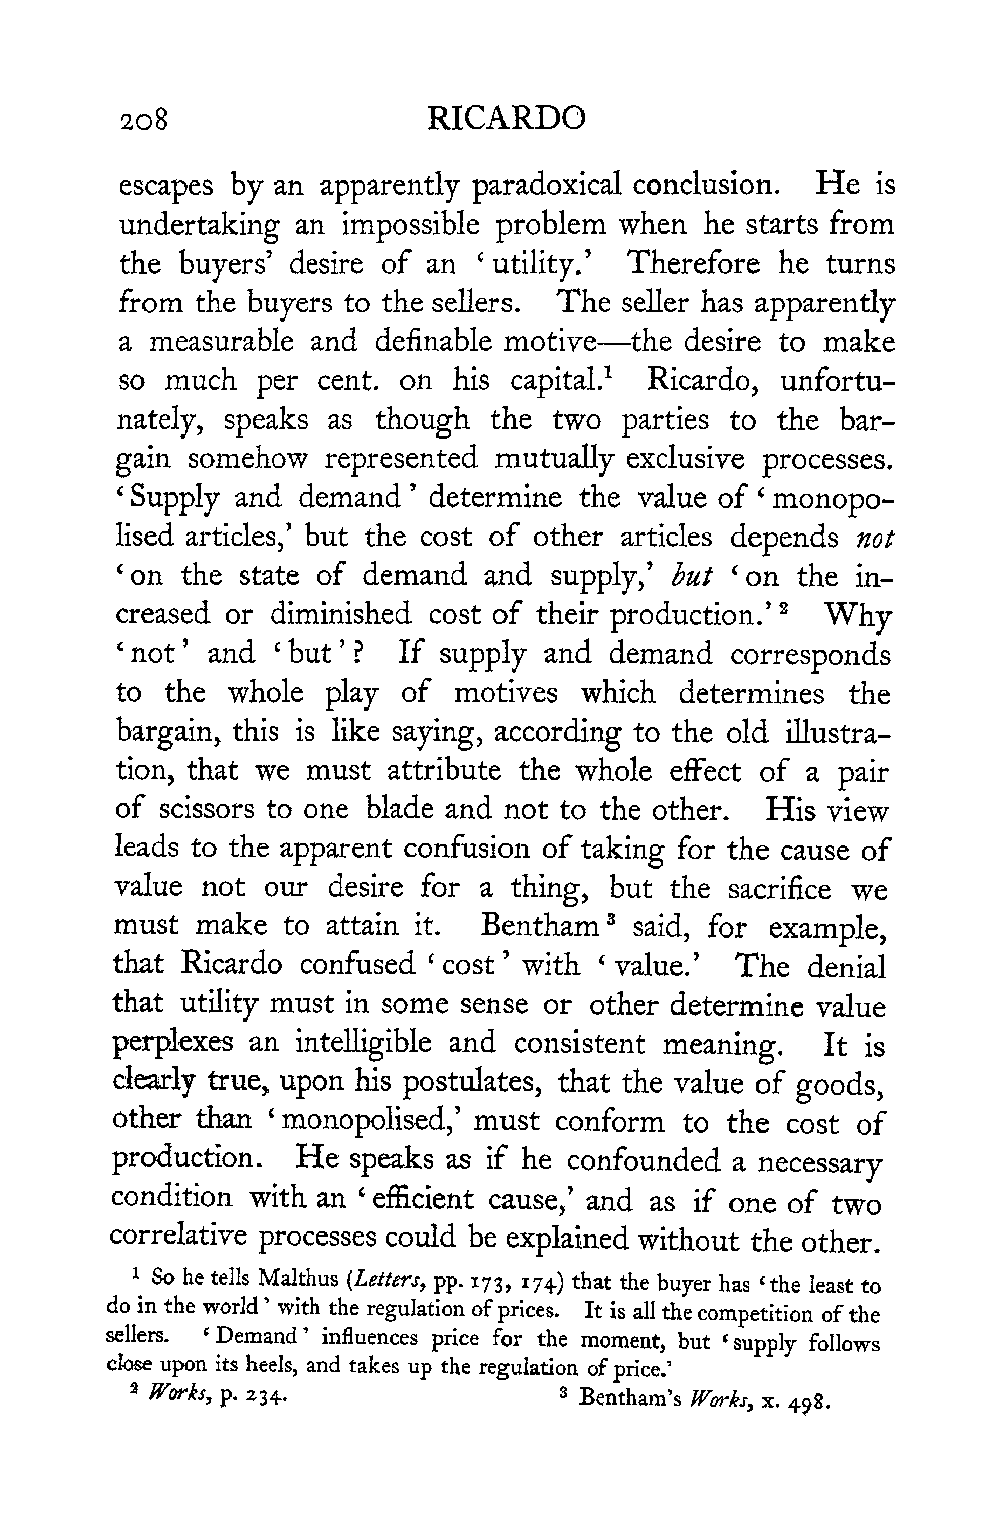 208 RICARDO
escapes by an apparently paradoxical conclusion. He is
undertaking an impossible problem when he starts from
the buyers’ desire of an ‘utility.’ Therefore he turns
from the buyers to the sellers. The seller has apparently
a measurable and definable motive—the desire to make
so much per cent. on his capital.¹ Ricardo, unfortu-
nately, speaks as though the two parties to the bar-
gain somehow represented mutually exclusive processes.
‘Supply and demand’ determine the value of ‘monopo-
lised articles,’ but the cost of other articles depends not
‘on the state of demand and supply,’ but ‘on the in-
creased or diminished cost of their production.’² Why
‘not’ and ‘but’? If supply and demand corresponds
to the whole play of motives which determines the
bargain, this is like saying, according to the old illustra-
tion, that we must attribute the whole effect of a pair
of scissors to one blade and not to the other. His view
leads to the apparent confusion of taking for the cause of
value not our desire for a thing, but the sacrifice we
must make to attain it. Bentham³ said, for example,
that Ricardo confused ‘cost’ with ‘value.’ The denial
that utility must in some sense or other determine value
perplexes an intelligible and consistent meaning. It is
clearly true, upon his postulates, that the value of goods,
other than ‘monopolised,’ must conform to the cost of
production. He speaks as if he confounded a necessary
condition with an ‘efficient cause,’ and as if one of two
correlative processes could be explained without the other.
¹ So he tells Malthus (Letters, pp. 173, 174) that the buyer has ‘the least to
do in the world’ with the regulation of prices. It is all the competition of the
sellers. ‘Demand’ influences price for the moment, but ‘supply follows
close upon its heels, and takes up the regulation of price.’
² Works, p. 234. ³ Bentham’s Works, x. 498.